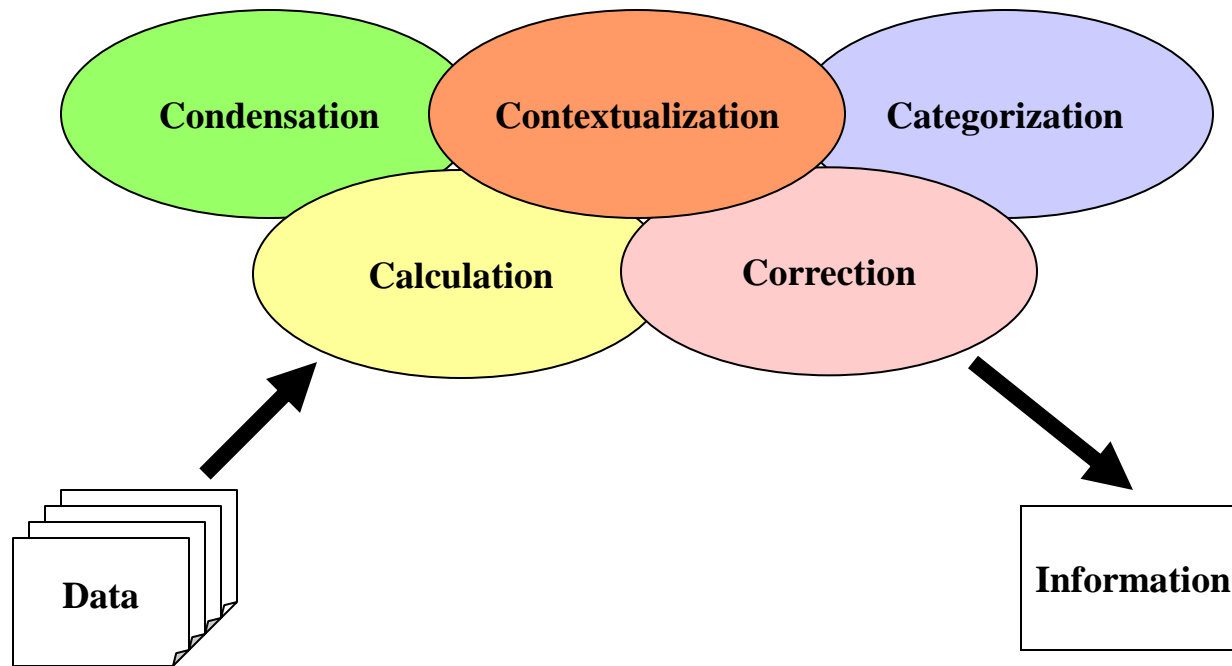 Condensation
Contextualization
Categorization
Calculation
Correction
Data
Information